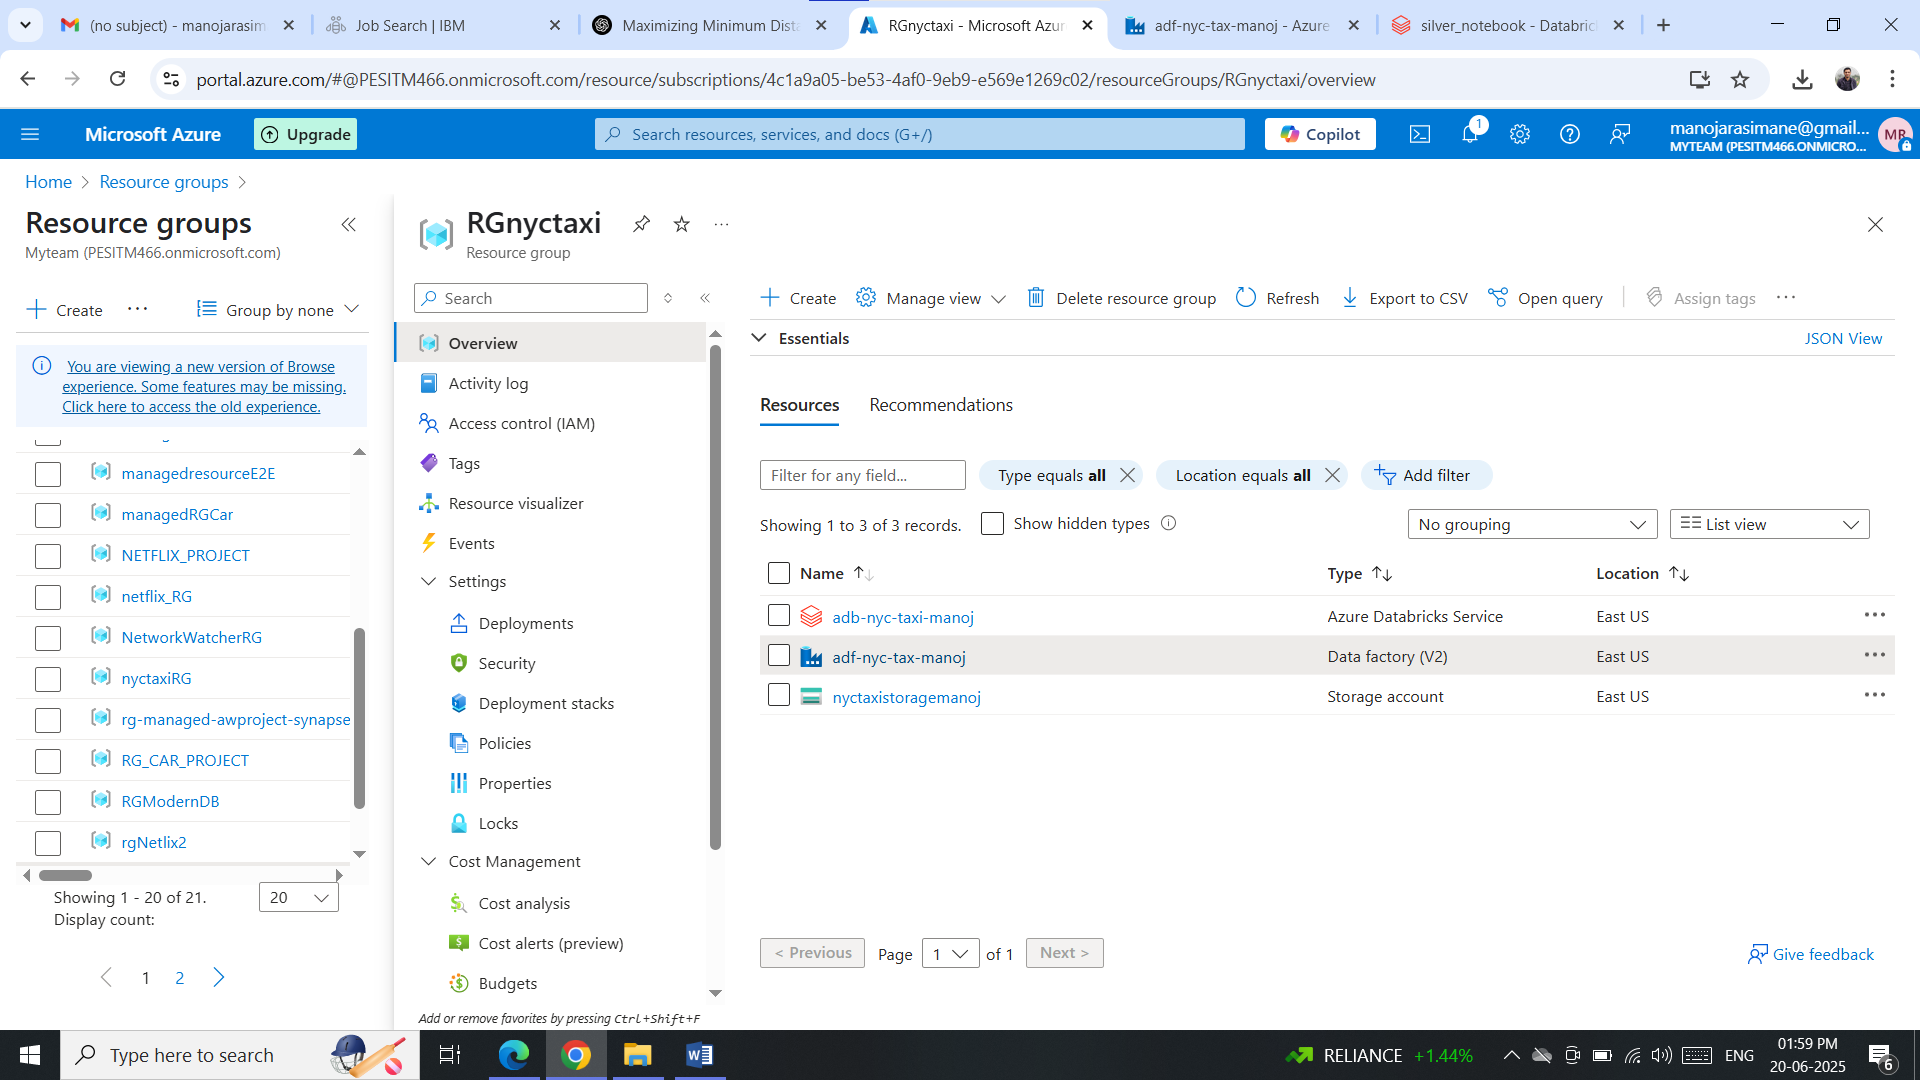 (no subject) - manojarasim
Job Search | IBM
Maximizing Minimum Dista
RGnyctaxi - Microsoft Azur
adf-nyc-tax-manoj - Azure
silver_notebook - Databric
portal.azure.com/#@PESITM466.onmicrosoft.com/resource/subscriptions/4c1a9a05-be53-4af0-9eb9-e569e1269c02/resourceGroups/RGnyctaxi/overview
Microsoft Azure
Upgrade
Search resources, services, and docs (G+/)
Copilot
1
manojarasimane@gmail...
MYTEAM (PESITM466.ONMICRO...
MR
Home > Resource groups >
Resource groups
Myteam (PESITM466.onmicrosoft.com)
Create
Group by none
You are viewing a new version of Browse
experience. Some features may be missing.
Click here to access the old experience.
managedresourceE2E
managedRGCar
NETFLIX_PROJECT
netflix_RG
NetworkWatcherRG
nyctaxiRG
rg-managed-awproject-synapse
RG_CAR_PROJECT
RGModernDB
rgNetlix2
Showing 1 - 20 of 21.
Display count:
20
1
2
RGnyctaxi
Resource group
Search
Overview
Activity log
Access control (IAM)
Tags
Resource visualizer
Events
Settings
Deployments
Security
Deployment stacks
Policies
Properties
Locks
Cost Management
Cost analysis
Cost alerts (preview)
Budgets
Add or remove favorites by pressing Ctrl+Shift+F
Create
Manage view
Delete resource group
Refresh
Export to CSV
Open query
Assign tags
Essentials
JSON View
Resources
Recommendations
Filter for any field...
Type equals all
Location equals all
Add filter
Showing 1 to 3 of 3 records.
Show hidden types
No grouping
List view
Name
Type
Location
adb-nyc-taxi-manoj
Azure Databricks Service
East US
adf-nyc-tax-manoj
Data factory (V2)
East US
nyctaxistoragemanoj
Storage account
East US
< Previous
Page
1
of 1
Next >
Give feedback
Type here to search
RELIANCE +1.44%
ENG
01:59 PM
20-06-2025
6